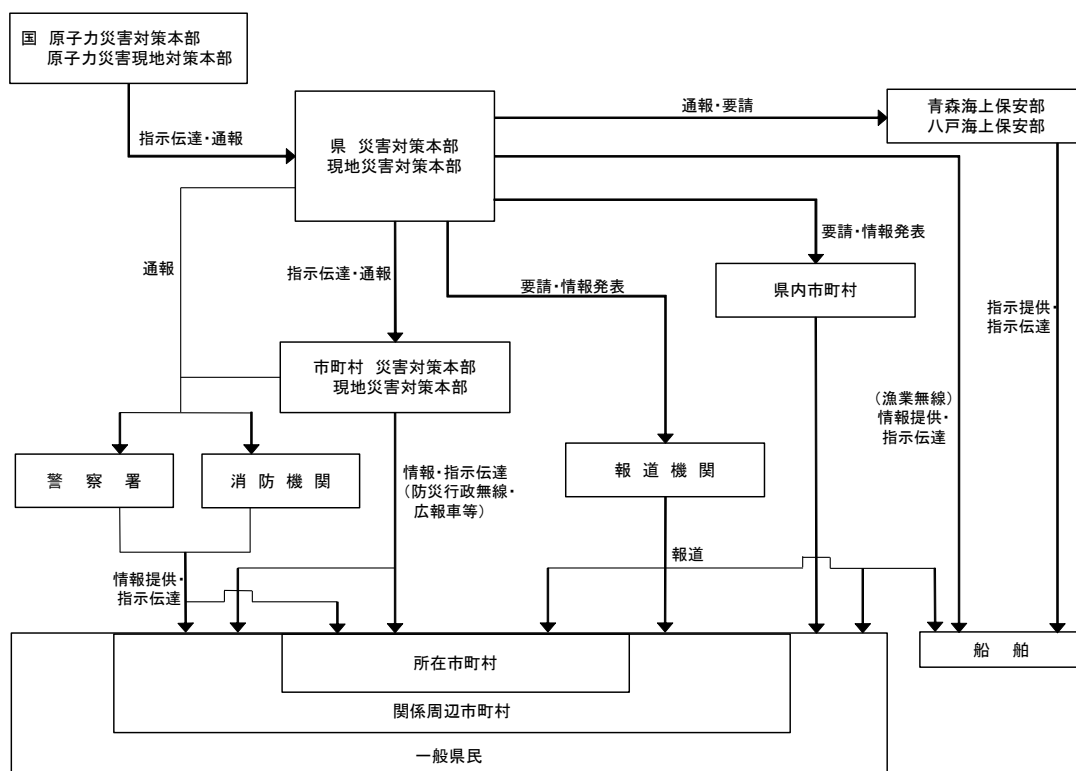 国 原子力災害対策本部
原子力災害現地対策本部
通報・要請
青森海上保安部
八戸海上保安部
指示伝達・通報
県 災害対策本部
現地災害対策本部
要請・情報発表
通報
指示伝達・通報
要請・情報発表
県内市町村
指示提供・
指示伝達
市町村 災害対策本部
現地災害対策本部
(漁業無線)
情報提供・
指示伝達
警察署
消防機関
情報・指示伝達
(防災行政無線・
広報車等)
報道機関
報道
情報提供・
指示伝達
所在市町村
船舶
関係周辺市町村
一般県民